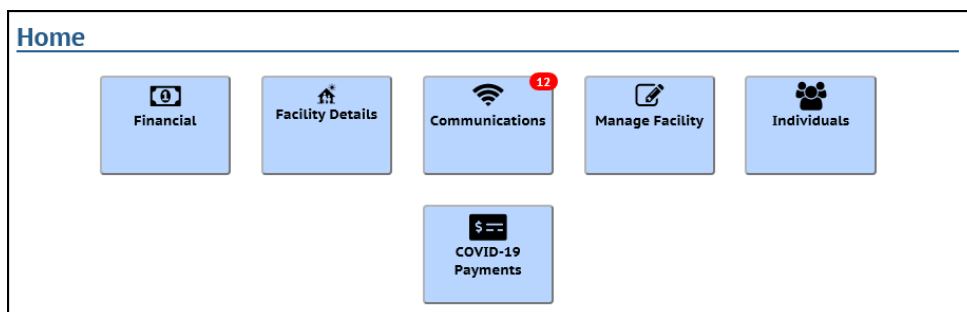 Home
12
Financial
Facility Details
Communications
Manage Facility
Individuals
$
COVID-19
Payments